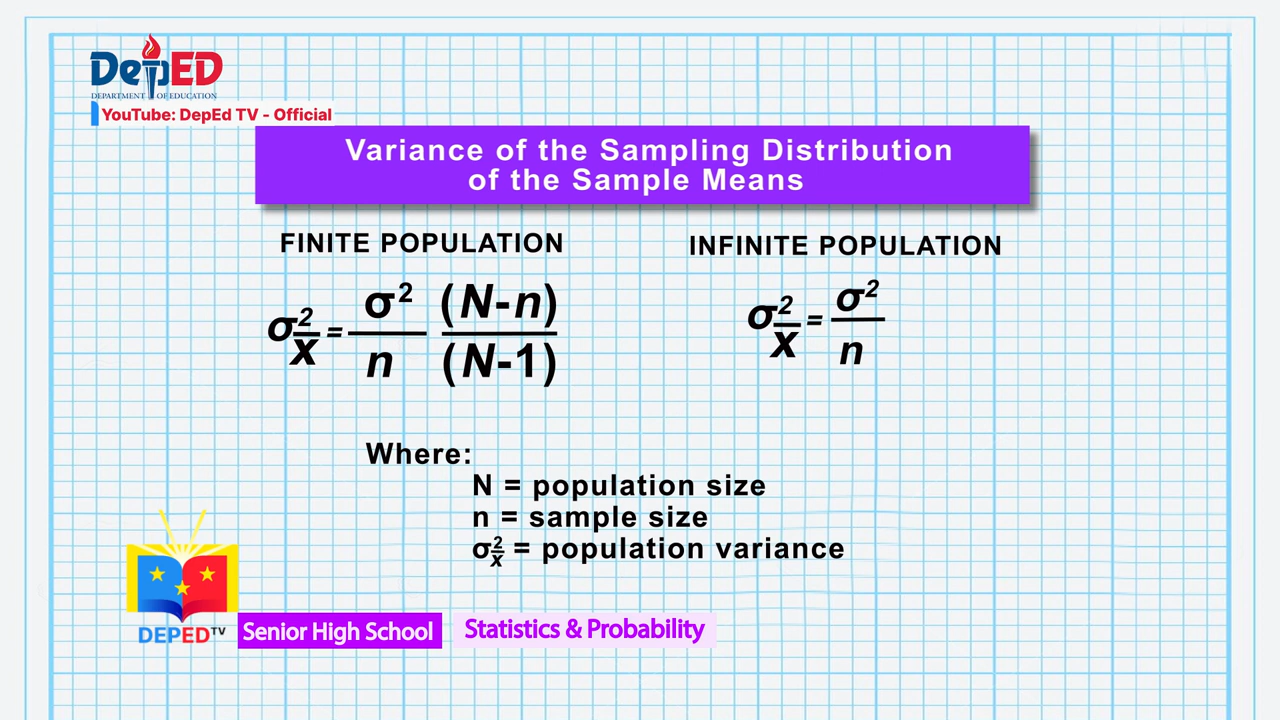 DepED
DEPARTMENT OF EDUCATION
YouTube: DepEd TV - Official
Variance of the Sampling Distribution
of the Sample Means
FINITE POPULATION
σ²x̄ = σ²/n (N-n)/(N-1)
INFINITE POPULATION
σ²x̄ = σ²/n
Where:
N = population size
n = sample size
σ²x̄ = population variance
DEPED TV
Senior High School
Statistics & Probability